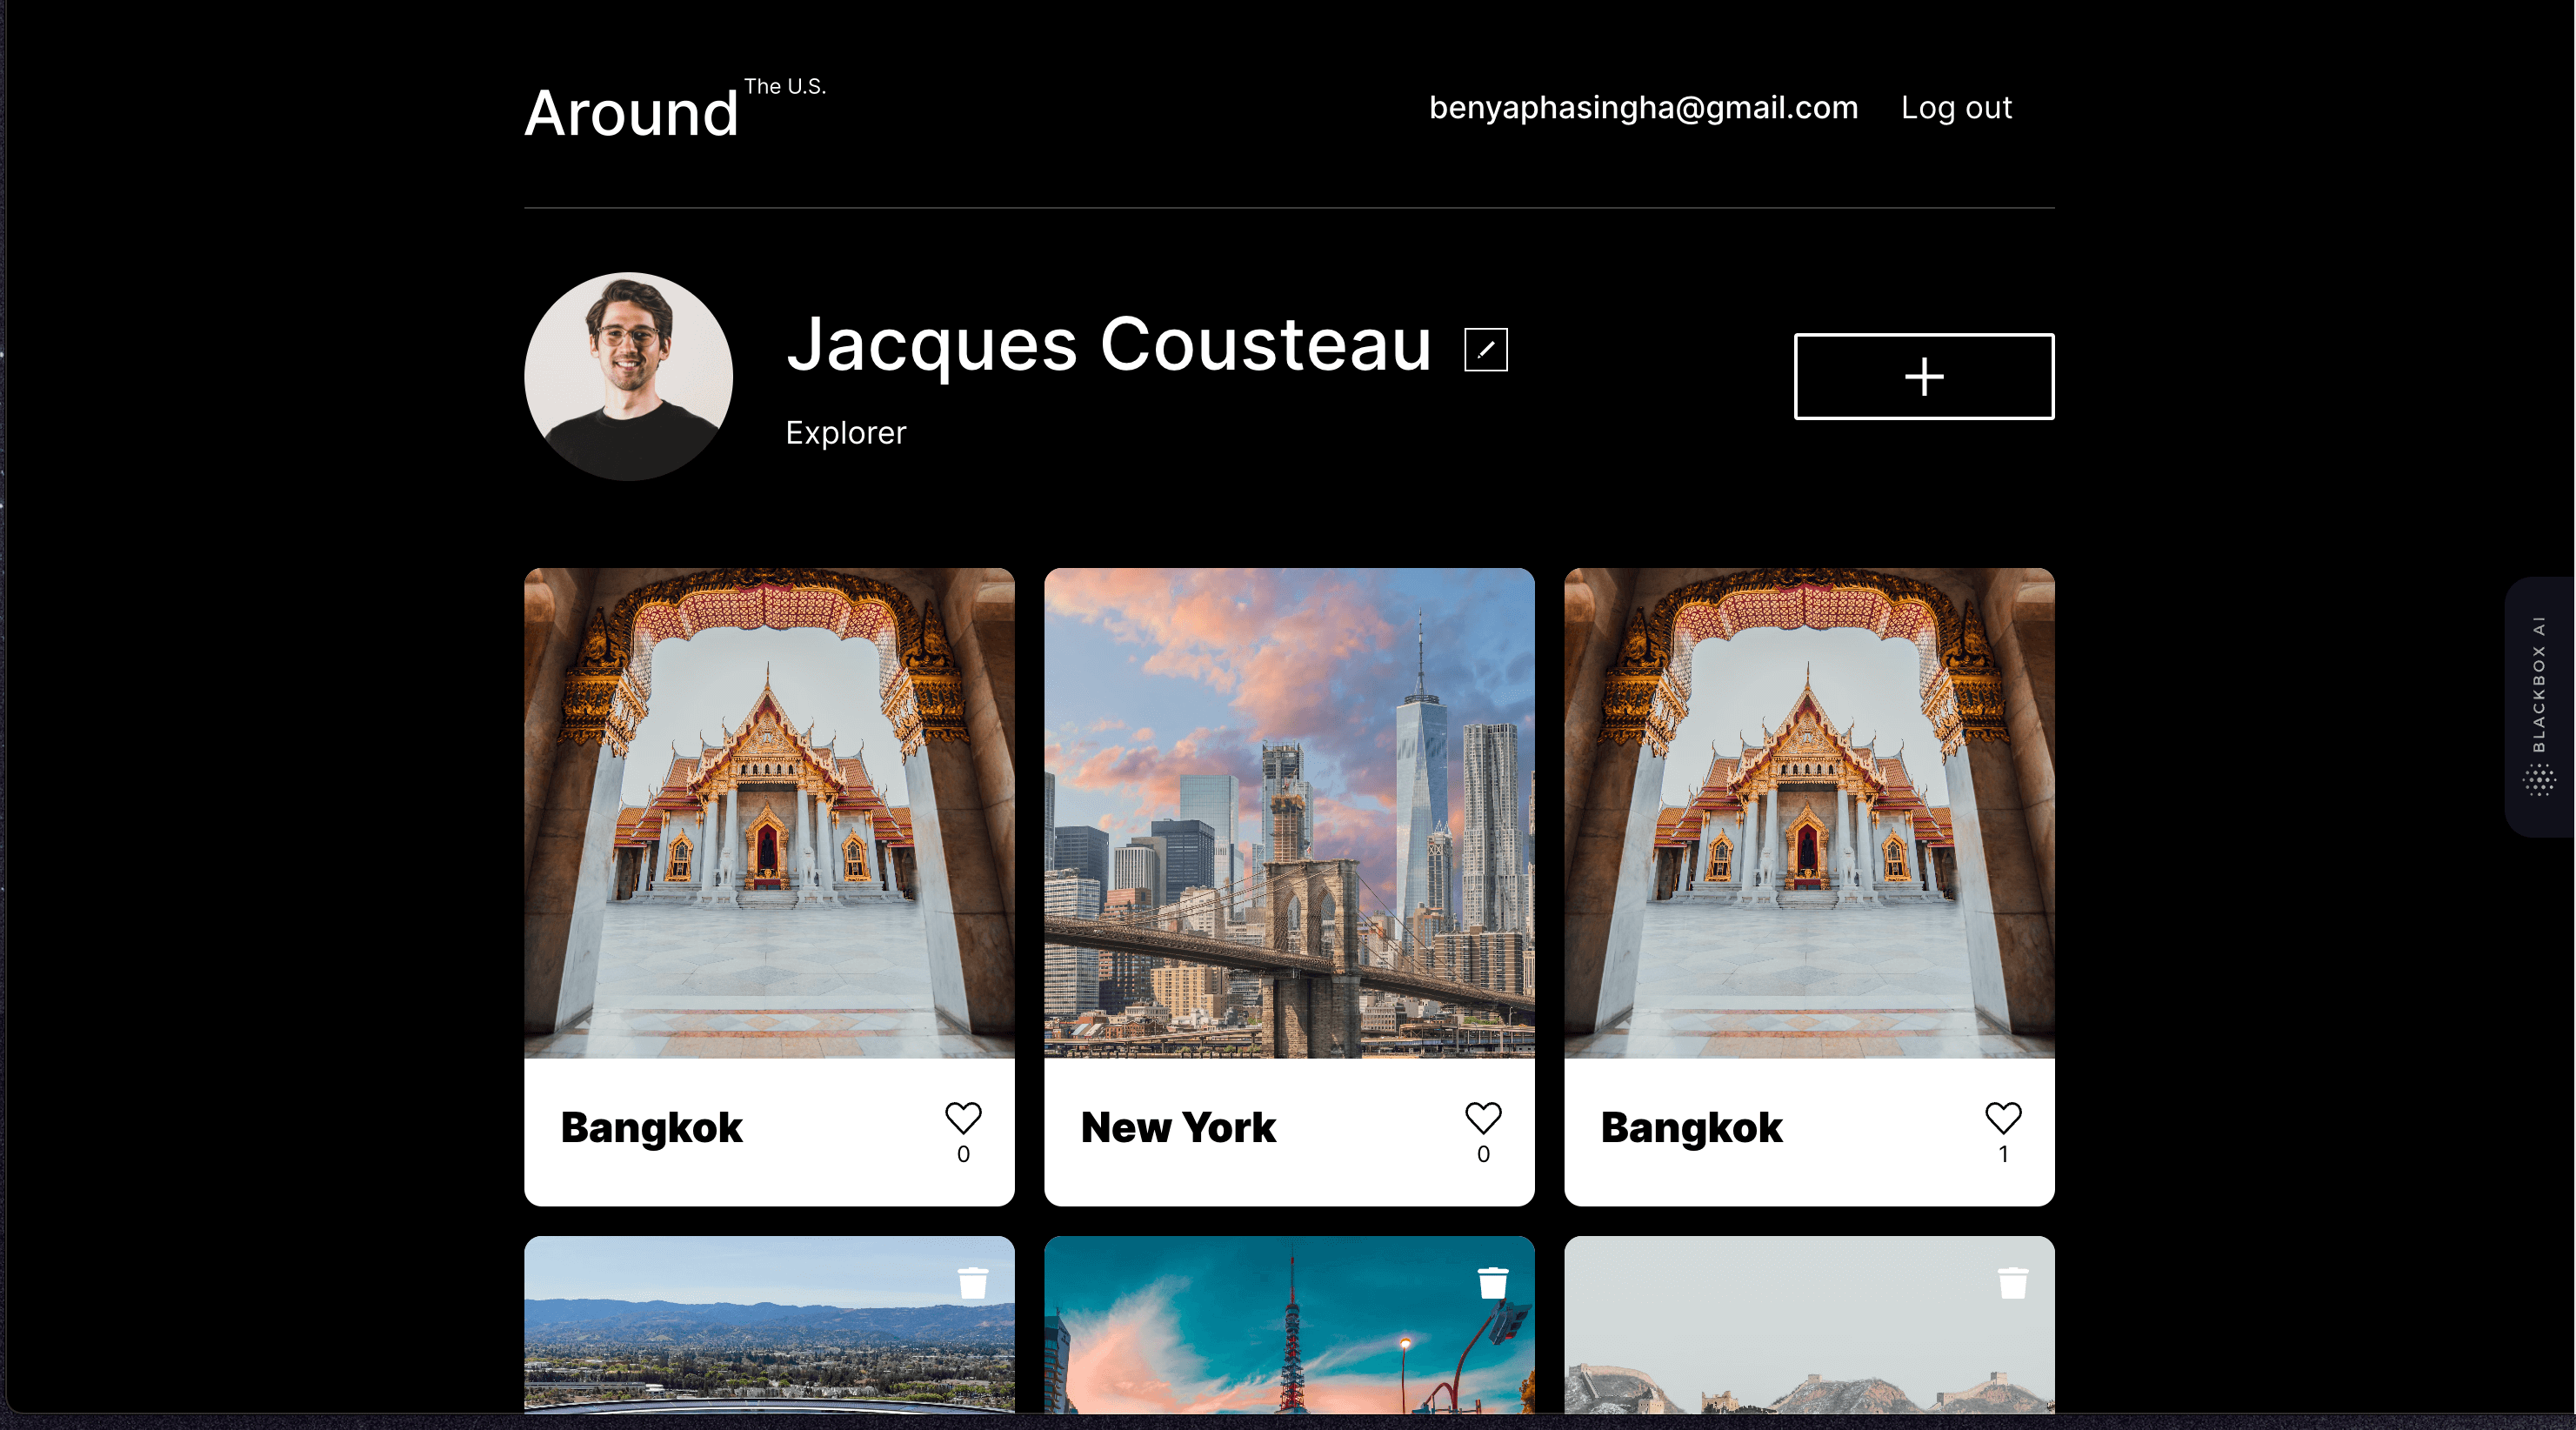 Around The U.S.
benyaphasingha@gmail.com Log out
Jacques Cousteau
Explorer
BLACKBOX AI
Bangkok
0
New York
0
Bangkok
1